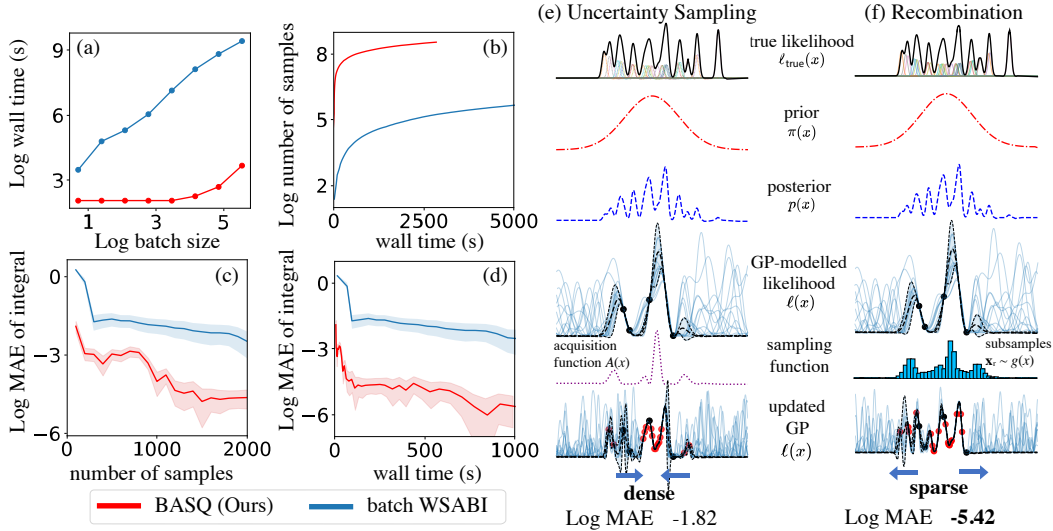 (a)
Log wall time (s)
9
6
3
1
3
5
Log batch size
(b)
Log number of samples
8
5
2
0
2500
5000
wall time (s)
(c)
Log MAE of integral
0
−3
−6
0
1000
2000
number of samples
(d)
Log MAE of integral
0
−3
−6
0
500
1000
wall time (s)
BASQ (Ours)
batch WSABI
(e) Uncertainty Sampling
(f) Recombination
true likelihood
ℓtrue(x)
prior
π(x)
posterior
p(x)
GP-modelled
likelihood
ℓ(x)
acquisition
function A(x)
sampling
function
subsamples
xᵣ ~ g(x)
updated
GP
ℓ(x)
dense
sparse
Log MAE -1.82
Log MAE -5.42